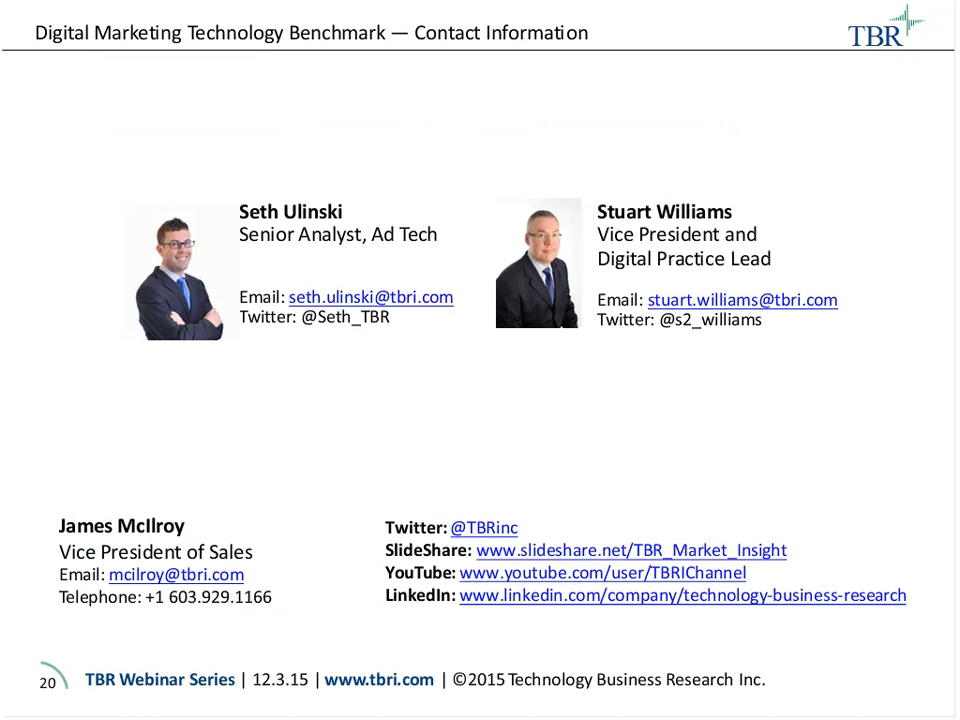 Digital Marketing Technology Benchmark — Contact Information
TBR
Seth Ulinski
Senior Analyst, Ad Tech
Email: seth.ulinski@tbri.com
Twitter: @Seth_TBR
Stuart Williams
Vice President and
Digital Practice Lead
Email: stuart.williams@tbri.com
Twitter: @s2_williams
James McIlroy
Vice President of Sales
Email: mcilroy@tbri.com
Telephone: +1 603.929.1166
Twitter: @TBRinc
SlideShare: www.slideshare.net/TBR_Market_Insight
YouTube: www.youtube.com/user/TBRIChannel
LinkedIn: www.linkedin.com/company/technology-business-research
20
TBR Webinar Series | 12.3.15 | www.tbri.com | ©2015 Technology Business Research Inc.